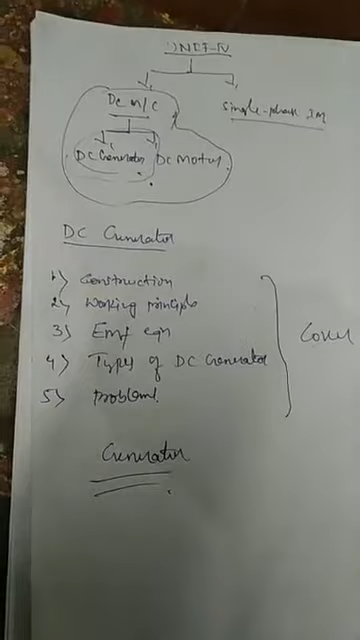 UNIT-IV
DC M/C
Single-phase IM
DC Generator
DC Motor
DC Generator
1) Construction
2) Working principle
3) Emf eqn
4) Types of DC Generator
5) Problems
Cover
Generator